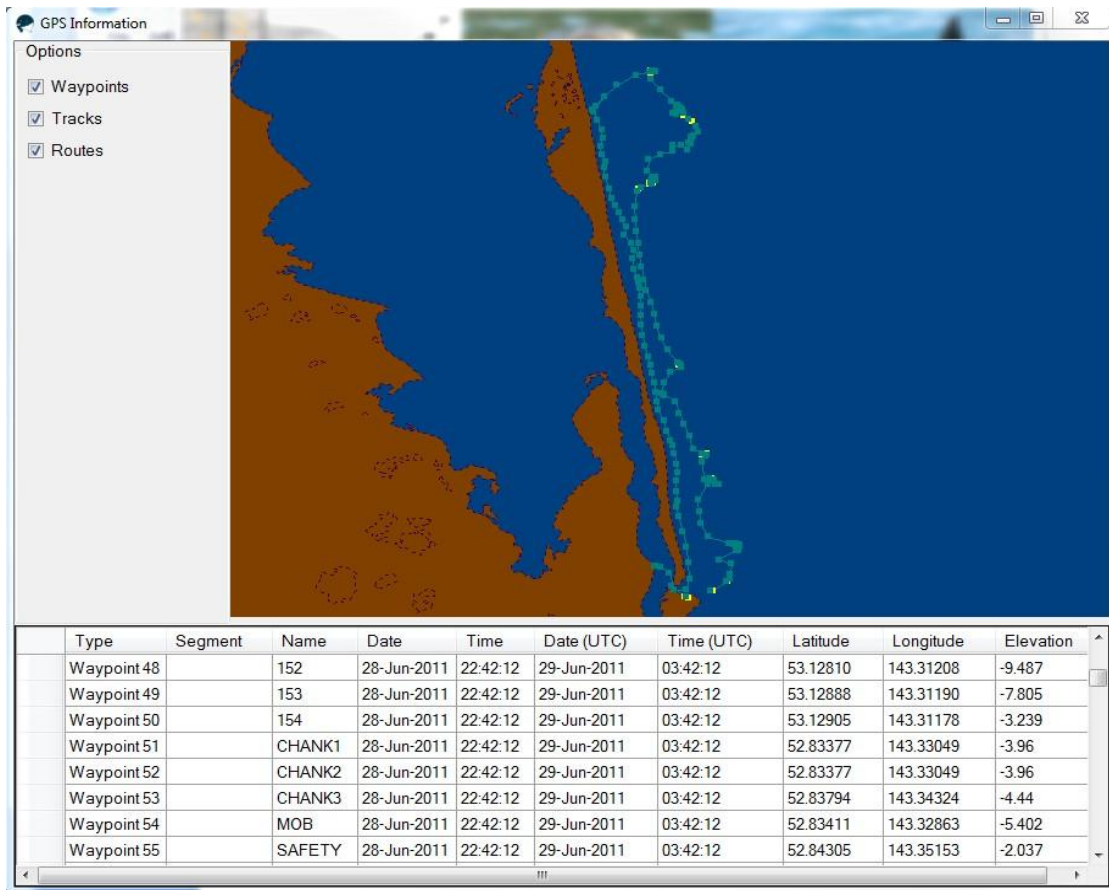 GPS Information
Options
Waypoints
Tracks
Routes
Type Segment Name Date Time Date (UTC) Time (UTC) Latitude Longitude Elevation
Waypoint 48 152 28-Jun-2011 22:42:12 29-Jun-2011 03:42:12 53.12810 143.31208 -9.487
Waypoint 49 153 28-Jun-2011 22:42:12 29-Jun-2011 03:42:12 53.12888 143.31190 -7.805
Waypoint 50 154 28-Jun-2011 22:42:12 29-Jun-2011 03:42:12 53.12905 143.31178 -3.239
Waypoint 51 CHANK1 28-Jun-2011 22:42:12 29-Jun-2011 03:42:12 52.83377 143.33049 -3.96
Waypoint 52 CHANK2 28-Jun-2011 22:42:12 29-Jun-2011 03:42:12 52.83377 143.33049 -3.96
Waypoint 53 CHANK3 28-Jun-2011 22:42:12 29-Jun-2011 03:42:12 52.83794 143.34324 -4.44
Waypoint 54 MOB 28-Jun-2011 22:42:12 29-Jun-2011 03:42:12 52.83411 143.32863 -5.402
Waypoint 55 SAFETY 28-Jun-2011 22:42:12 29-Jun-2011 03:42:12 52.84305 143.35153 -2.037